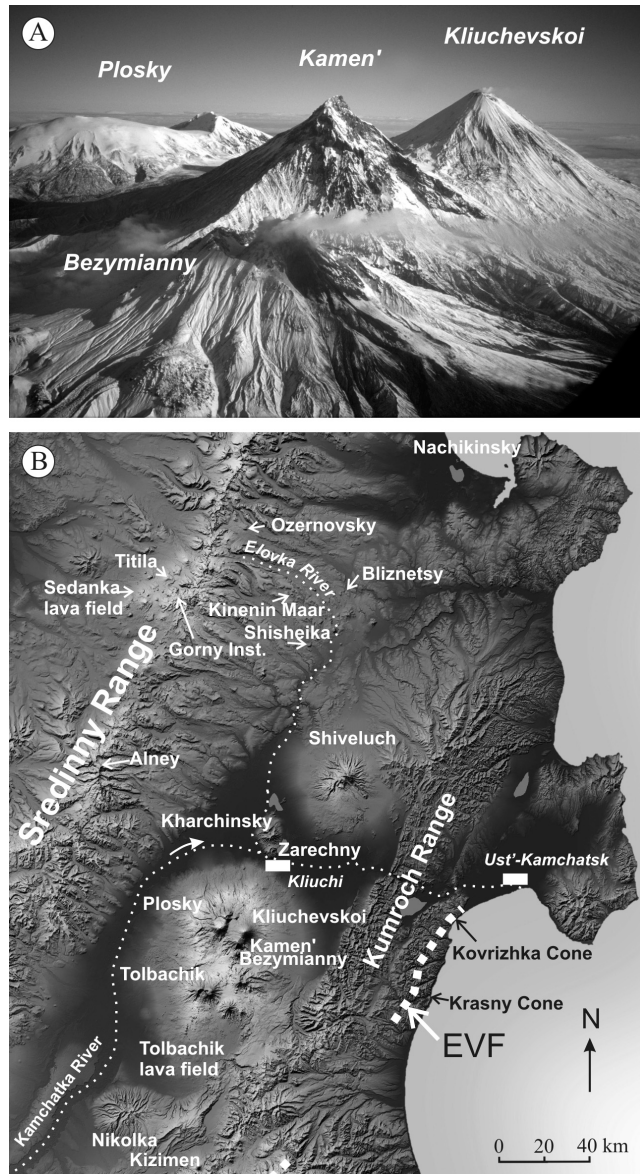 A
Plosky
Kamen'
Kliuchevskoi
Bezymianny
B
Nachikinsky
Ozernovsky
Elovka River
Titila
Bliznetsy
Sedanka
lava field
Kinenin Maar
Shisheika
Gorny Inst.
Sredinny Range
Shiveluch
Alney
Kharchinsky
Zarechny
Kumroch Range
Ust'-Kamchatsk
Kliuchi
Plosky
Kliuchevskoi
Kamen'
Bezymianny
Kovrizhka Cone
Tolbachik
Krasny Cone
EVF
N
Tolbachik
lava field
Kamchatka River
Nikolka
Kizimen
0 20 40 km